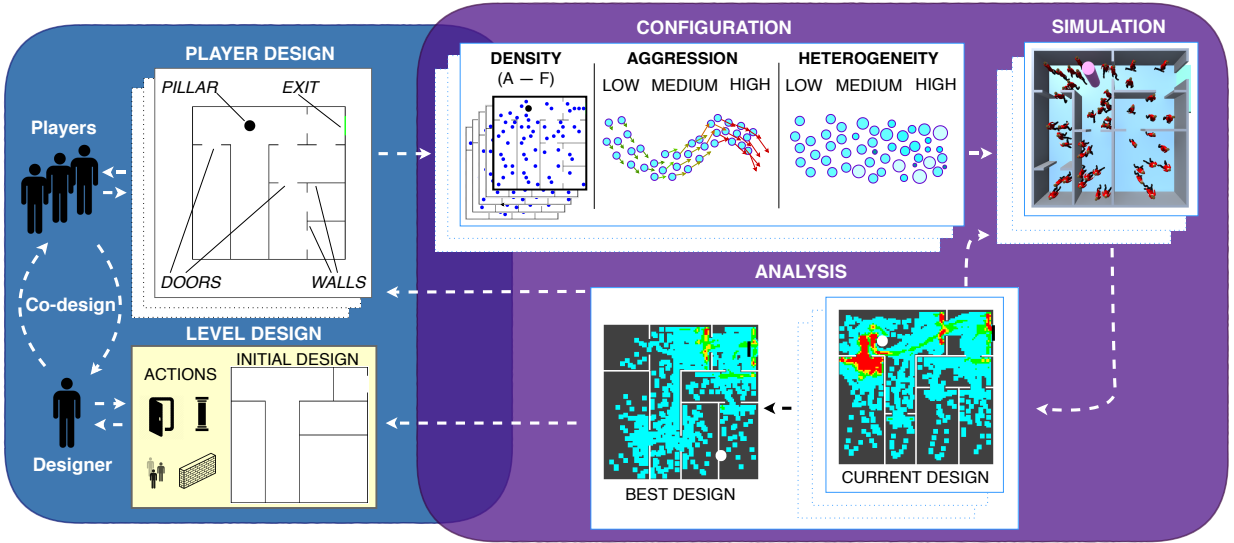 PLAYER DESIGN
PILLAR
EXIT
DOORS
WALLS
Players
Co-design
Designer
LEVEL DESIGN
INITIAL DESIGN
ACTIONS
CONFIGURATION
DENSITY
(A — F)
AGGRESSION
LOW MEDIUM HIGH
HETEROGENEITY
LOW MEDIUM HIGH
SIMULATION
ANALYSIS
BEST DESIGN
CURRENT DESIGN